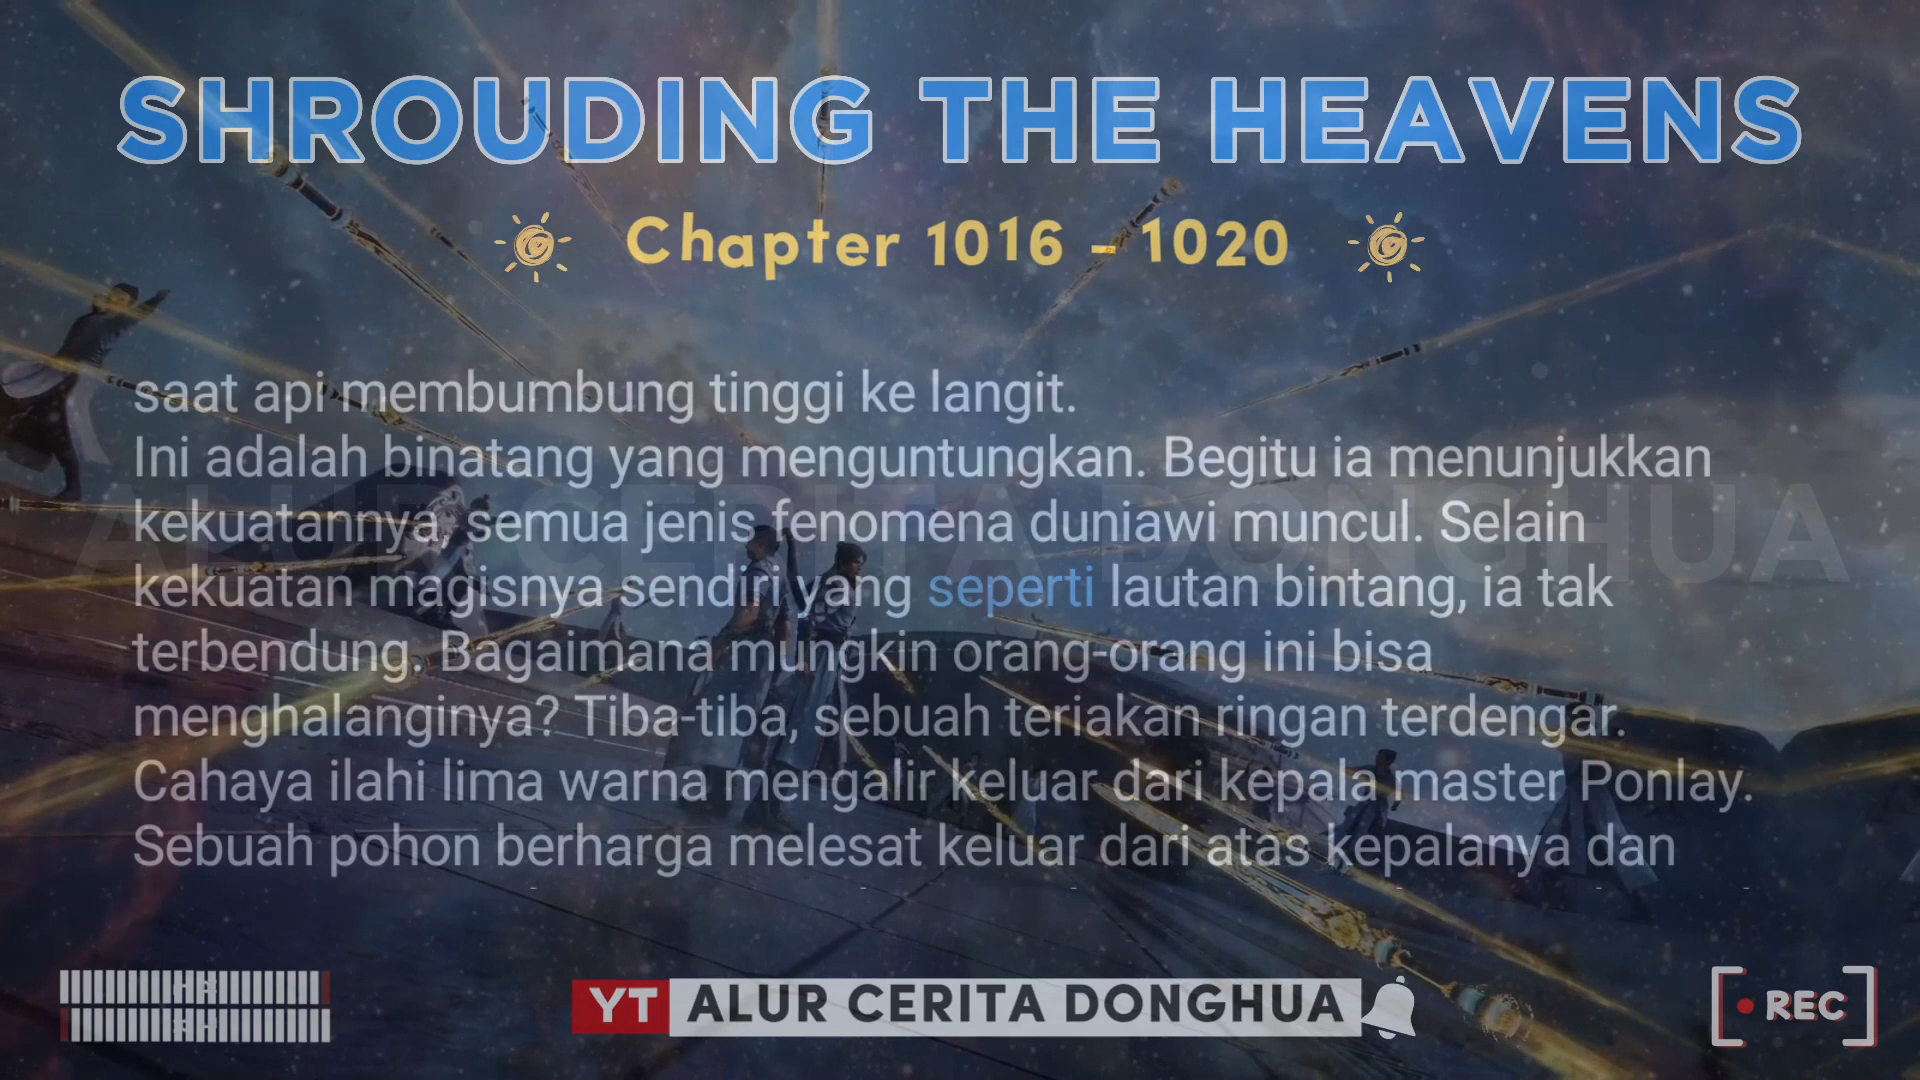 SHROUDING THE HEAVENS
Chapter 1016 - 1020
saat api membumbung tinggi ke langit.
Ini adalah binatang yang menguntungkan. Begitu ia menunjukkan
kekuatannya, semua jenis fenomena duniawi muncul. Selain
kekuatan magisnya sendiri yang seperti lautan bintang, ia tak
terbendung. Bagaimana mungkin orang-orang ini bisa
menghalanginya? Tiba-tiba, sebuah teriakan ringan terdengar.
Cahaya ilahi lima warna mengalir keluar dari kepala master Ponlay.
Sebuah pohon berharga melesat keluar dari atas kepalanya dan
ALUR CERITA DONGHUA
YT ALUR CERITA DONGHUA
REC